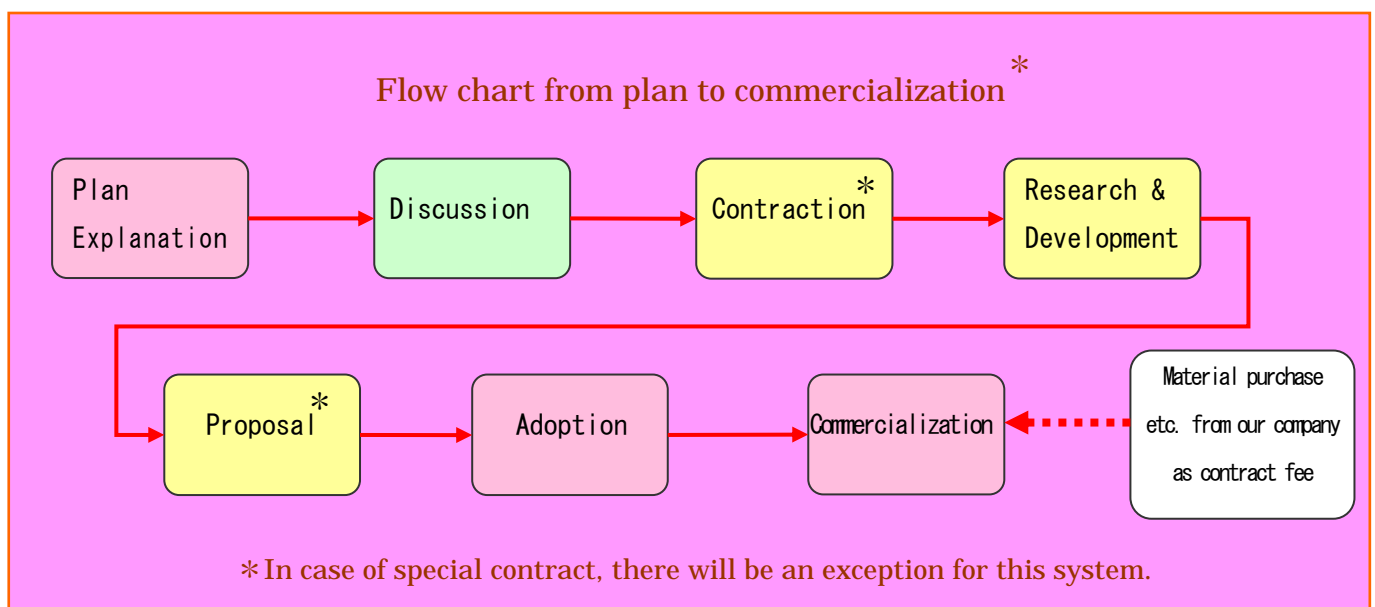 Flow chart from plan to commercialization＊
Plan
Explanation
Discussion
Contraction＊
Research &
Development
Proposal＊
Adoption
Commercialization
Material purchase
etc. from our company
as contract fee
＊In case of special contract, there will be an exception for this system.